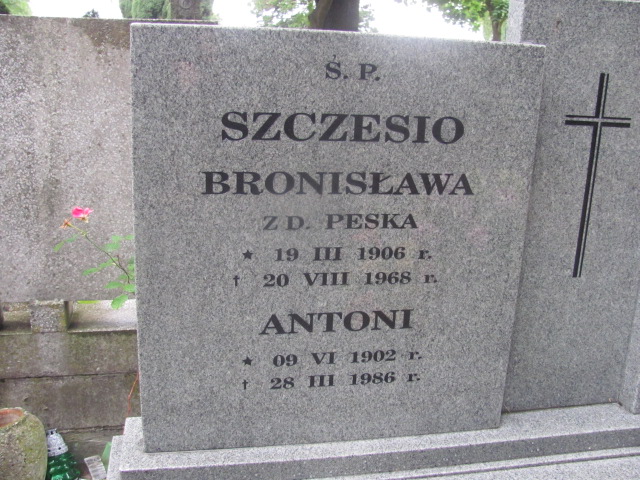 Ś. P.
SZCZESIO
BRONISŁAWA
Z D. PESKA
★ 19 III 1906 r.
† 20 VIII 1968 r.
ANTONI
★ 09 VI 1902 r.
† 28 III 1986 r.